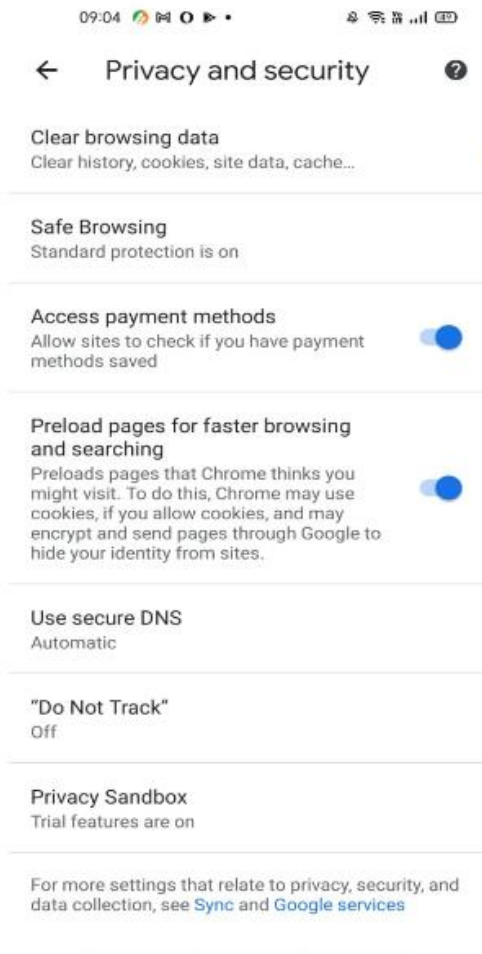 09:04
Privacy and security
Clear browsing data
Clear history, cookies, site data, cache...
Safe Browsing
Standard protection is on
Access payment methods
Allow sites to check if you have payment
methods saved
Preload pages for faster browsing
and searching
Preloads pages that Chrome thinks you
might visit. To do this, Chrome may use
cookies, if you allow cookies, and may
encrypt and send pages through Google to
hide your identity from sites.
Use secure DNS
Automatic
“Do Not Track”
Off
Privacy Sandbox
Trial features are on
For more settings that relate to privacy, security, and
data collection, see Sync and Google services